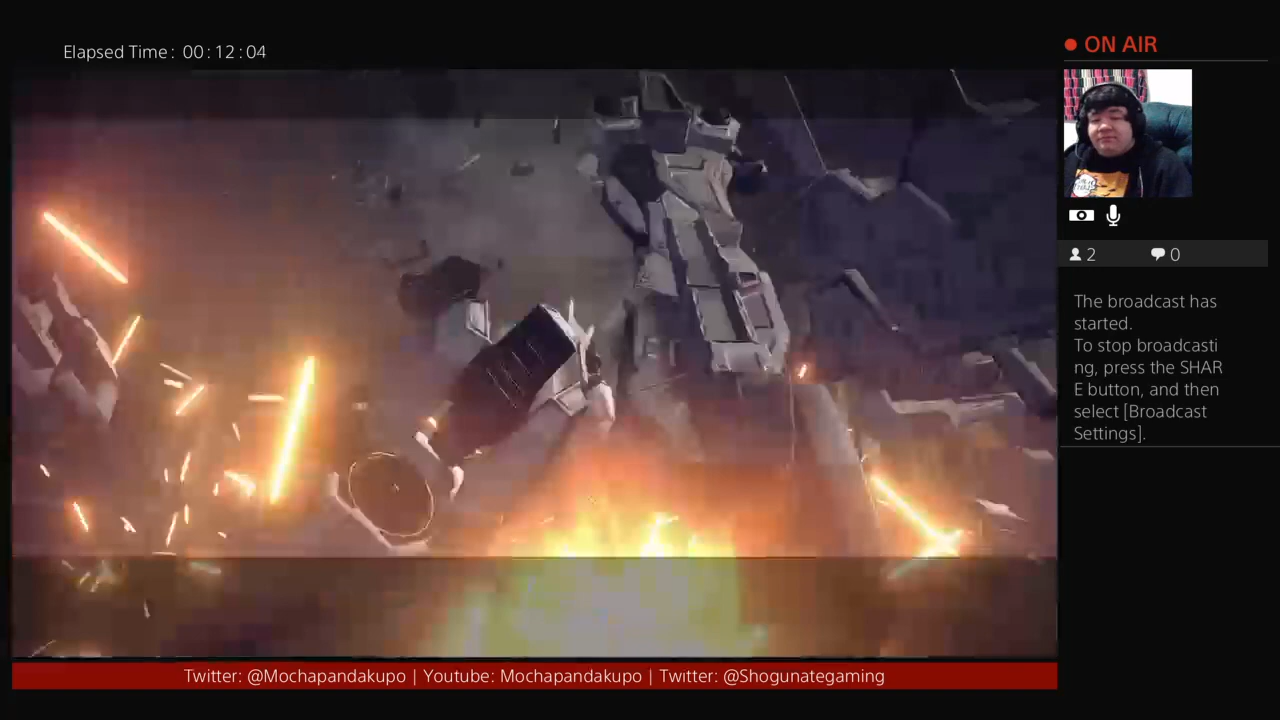 Elapsed Time: 00:12:04
ON AIR
2 0
The broadcast has
started.
To stop broadcasti
ng, press the SHAR
E button, and then
select [Broadcast
Settings].
Twitter: @Mochapandakupo | Youtube: Mochapandakupo | Twitter: @Shogunategaming